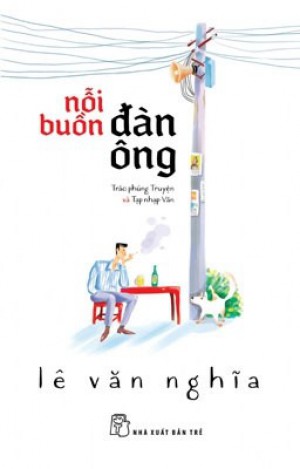 nỗi
buồn đàn
ông
Trào phúng Truyện
và Tạp nhạp Văn
lê văn nghĩa
NHÀ XUẤT BẢN TRẺ